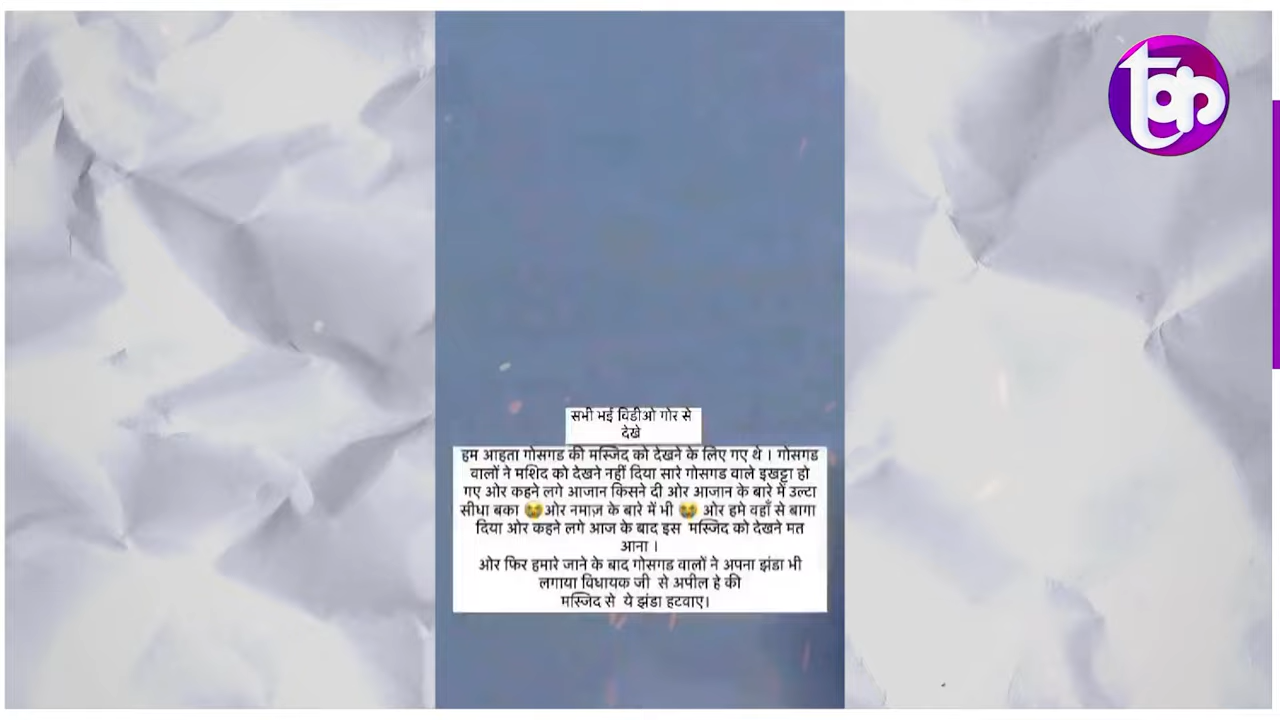 tap
सभी भई विडीओ गोर से
देखे
हम आहता गोसगड की मस्जिद को देखने के लिए गए थे । गोसगड
वालों ने मशिद को देखने नहीं दिया सारे गोसगड वाले इखट्टा हो
गए ओर कहने लगे आजान किसने दी ओर आजान के बारे में उल्टा
सीधा बका 😭ओर नमाज़ के बारे में भी 😭 ओर हमे वहाँ से बागा
दिया ओर कहने लगे आज के बाद इस मस्जिद को देखने मत
आना ।
ओर फिर हमारे जाने के बाद गोसगड वालों ने अपना झंडा भी
लगाया विधायक जी से अपील हे की
मस्जिद से ये झंडा हटवाए।